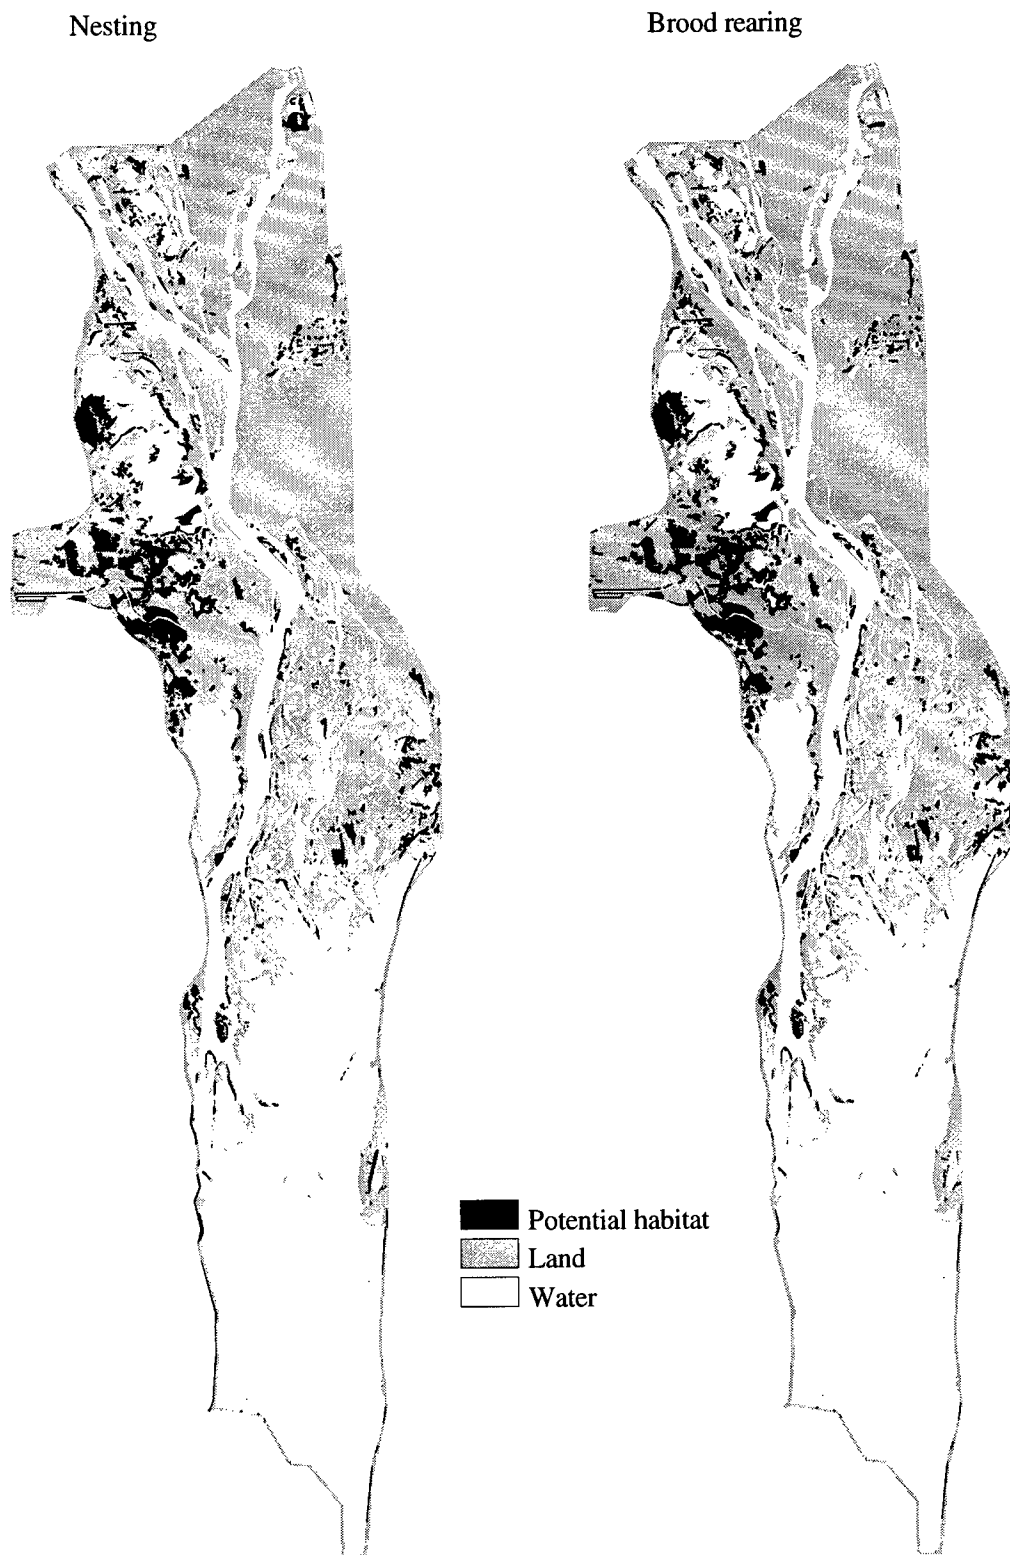 Nesting
Brood rearing
Potential habitat
Land
Water